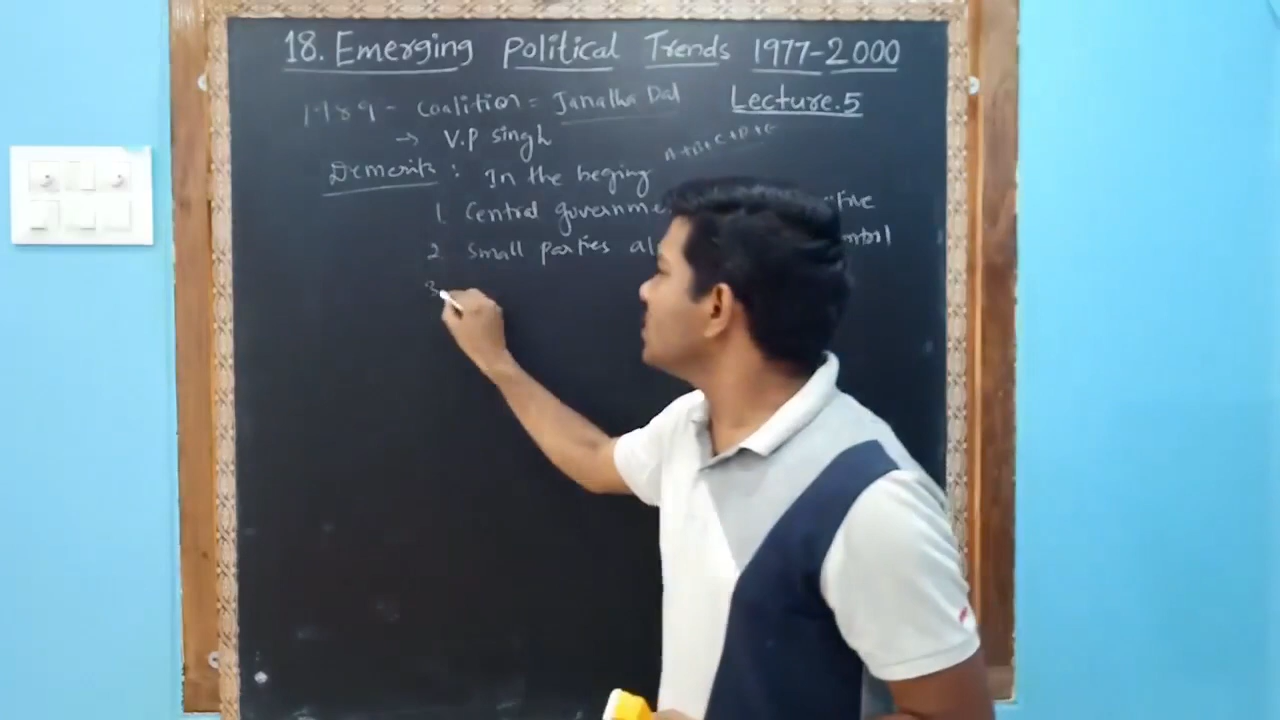 18. Emerging Political Trends 1977-2000
1989 - Coalition = Janatha Dal Lecture.5
→ V.P singh
A+B+C+D+E
Demerits : In the beging
1. Central governme
2. Small parties al
3